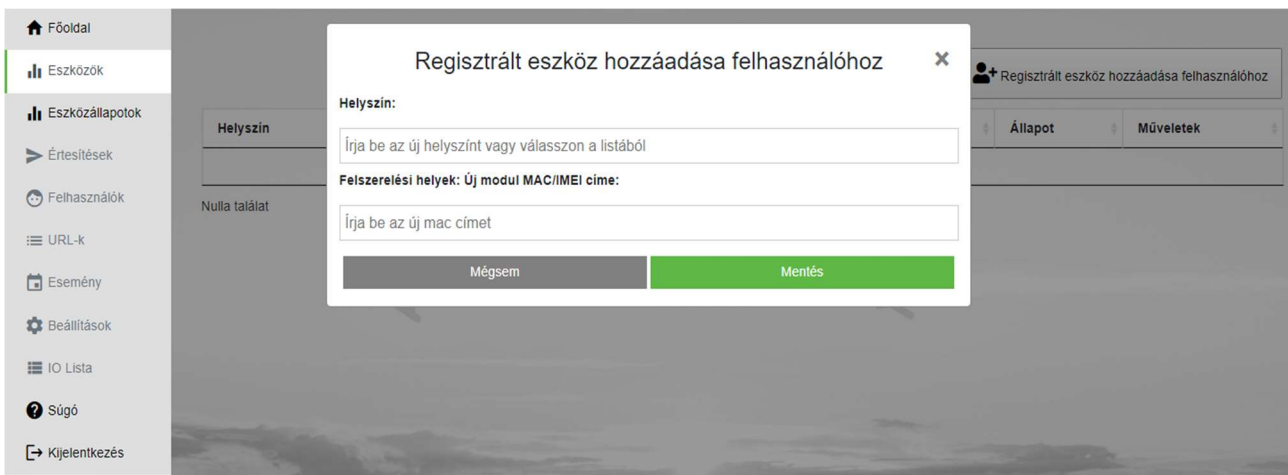 Főoldal
Eszközök
Eszközállapotok
Értesítések
Felhasználók
URL-k
Esemény
Beállítások
IO Lista
Súgó
Kijelentkezés
Regisztrált eszköz hozzáadása felhasználóhoz
Helyszín
Állapot
Műveletek
Nulla találat
Regisztrált eszköz hozzáadása felhasználóhoz
Helyszín:
Írja be az új helyszínt vagy válasszon a listából
Felszerelési helyek: Új modul MAC/IMEI címe:
Írja be az új mac címet
Mégsem
Mentés